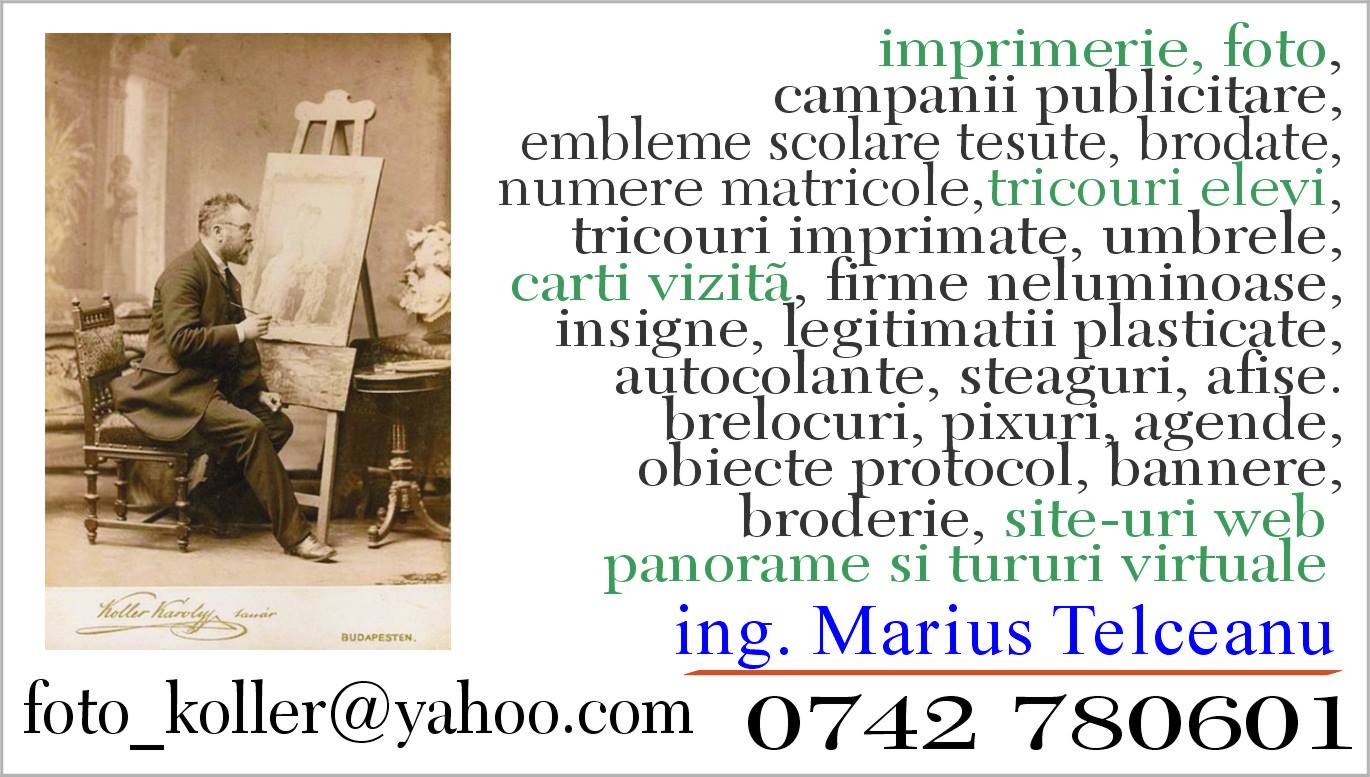 imprimerie, foto,
campanii publicitare,
embleme scolare tesute, brodate,
numere matricole,tricouri elevi,
tricouri imprimate, umbrele,
carti vizitã, firme neluminoase,
insigne, legitimatii plasticate,
autocolante, steaguri, afise.
brelocuri, pixuri, agende,
obiecte protocol, bannere,
broderie, site-uri web
panorame si tururi virtuale
ing. Marius Telceanu
Koller Károly tanár
BUDAPESTEN.
foto_koller@yahoo.com
0742 780601